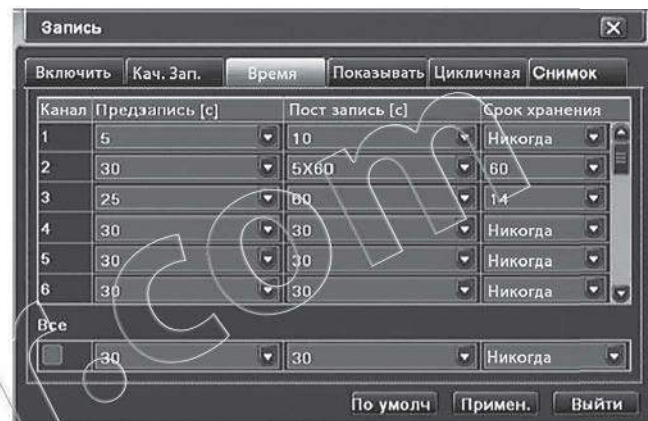 Запись
Включить Кач. Зап. Время Показывать Цикличная Снимок
Канал Предзапись [с] Пост запись [с] Срок хранения
1 5 10 Никогда
2 30 5X60 60
3 25 60 14
4 30 30 Никогда
5 30 30 Никогда
6 30 30 Никогда
Все
30 30 Никогда
По умолч Примен. Выйти
.com